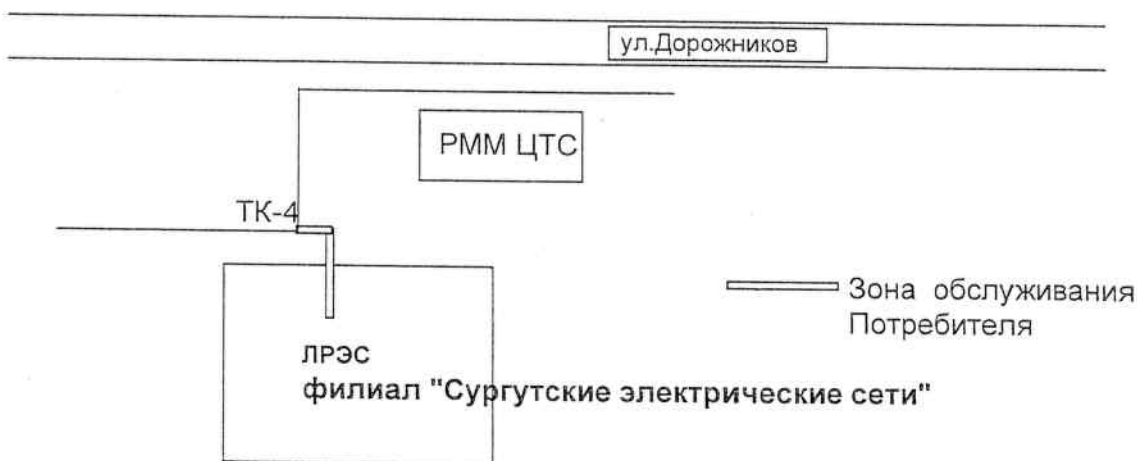 ул.Дорожников
РММ ЦТС
ТК-4
Зона обслуживания
Потребителя
ЛРЭС
филиал "Сургутские электрические сети"